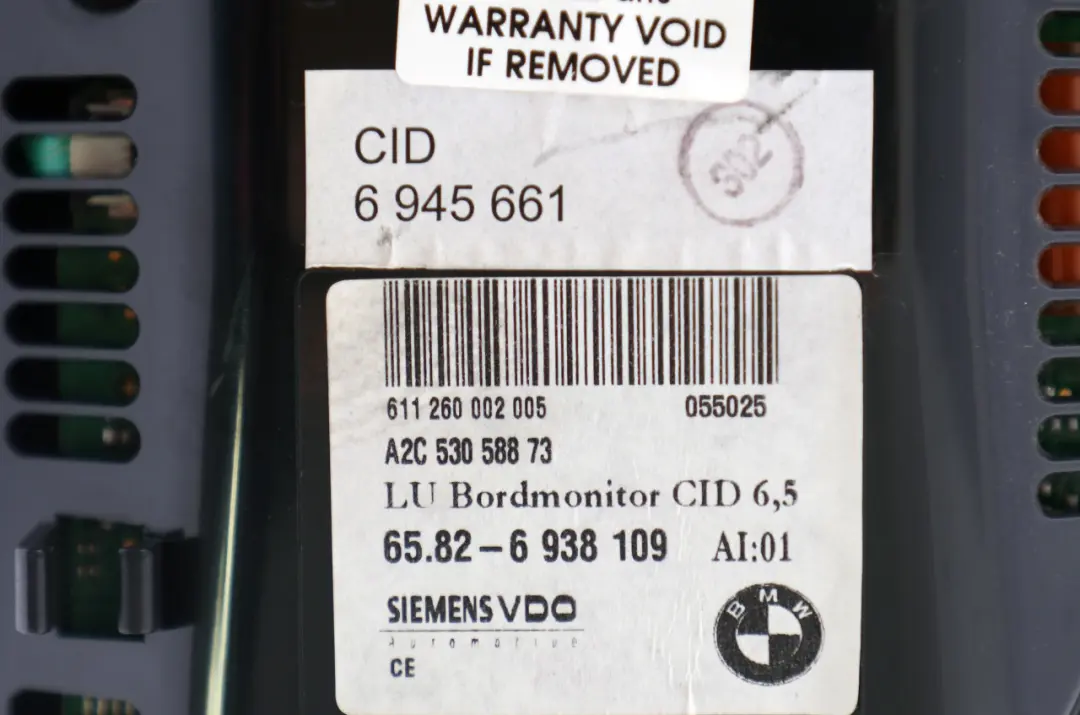 WARRANTY VOID
IF REMOVED
CID
6 945 661
302
611 260 002 005 055025
A2C 530 588 73
LU Bordmonitor CID 6,5
65.82-6 938 109 AI:01
SIEMENS VDO
Automotive
CE
BMW